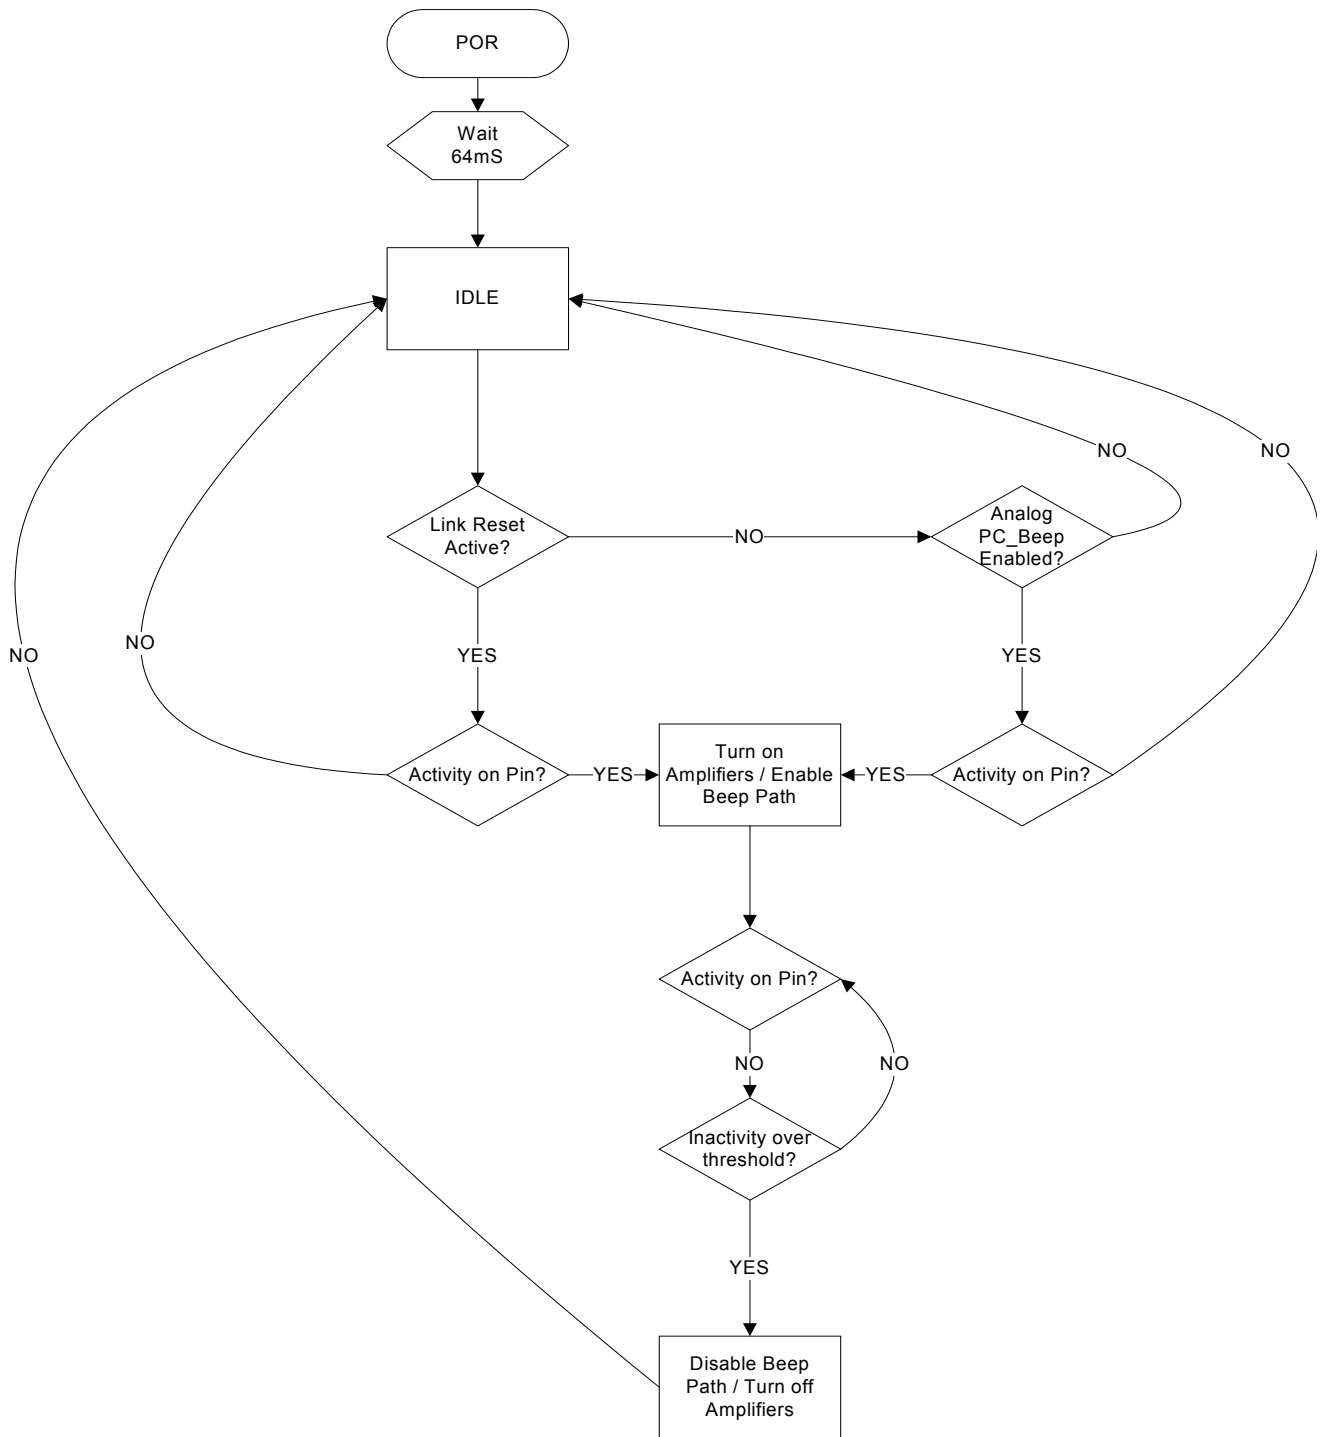 POR
Wait
64mS
IDLE
NO
NO
Link Reset
Active?
NO
Analog
PC_Beep
Enabled?
NO
NO
YES
YES
Activity on Pin?
YES
Turn on
Amplifiers / Enable
Beep Path
YES
Activity on Pin?
Activity on Pin?
NO
NO
Inactivity over
threshold?
YES
Disable Beep
Path / Turn off
Amplifiers